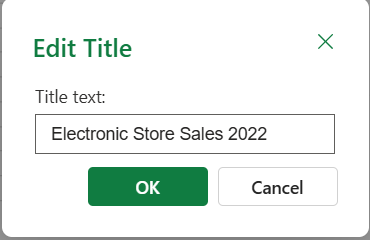 Edit Title
Title text:
Electronic Store Sales 2022
OK Cancel